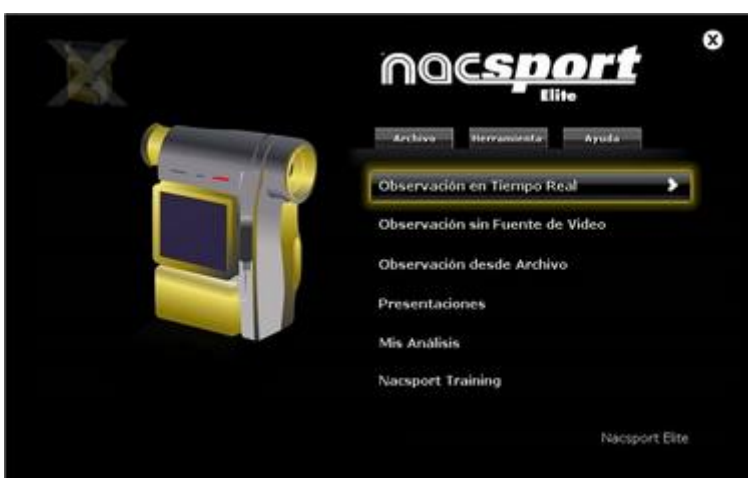 nacsport
Elite
Archivo Herramienta Ayuda
Observación en Tiempo Real
Observación sin Fuente de Video
Observación desde Archivo
Presentaciones
Mis Análisis
Nacsport Training
Nacsport Elite